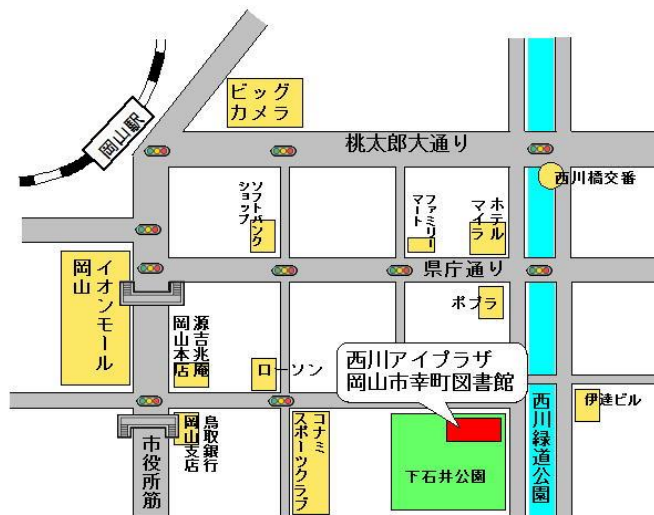 ビッグ
カメラ
岡山駅
桃太郎大通り
西川橋交番
ソフトバンク
ショップ
ファミリー
マート
ホテル
マイラ
県庁通り
イオンモール
岡山
ポプラ
源吉兆庵
岡山本店
ローソン
西川アイプラザ
岡山市幸町図書館
鳥取銀行
岡山支店
コナミ
スポーツクラブ
下石井公園
西川緑道公園
伊達ビル
市役所筋